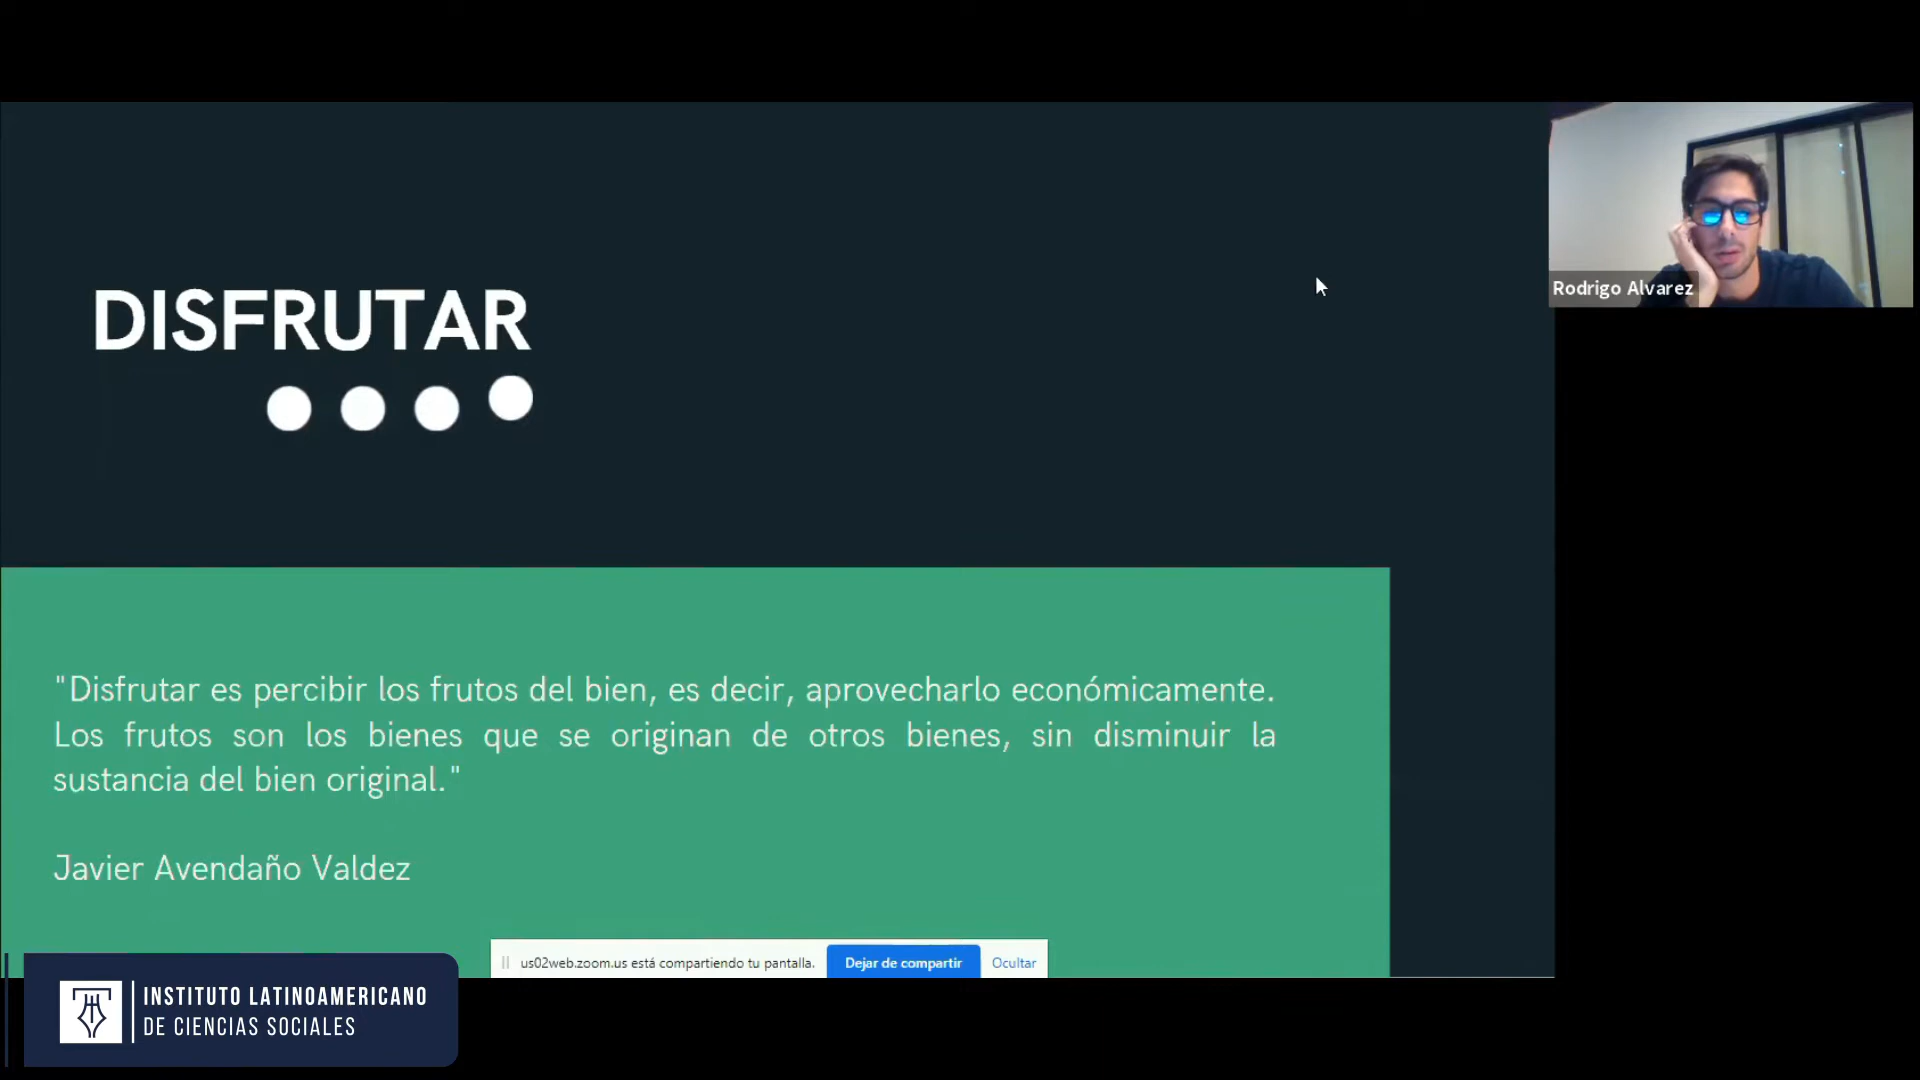 DISFRUTAR
Rodrigo Alvarez
"Disfrutar es percibir los frutos del bien, es decir, aprovecharlo económicamente.
Los frutos son los bienes que se originan de otros bienes, sin disminuir la
sustancia del bien original."
Javier Avendaño Valdez
us02web.zoom.us está compartiendo tu pantalla.
Dejar de compartir
Ocultar
INSTITUTO LATINOAMERICANO
DE CIENCIAS SOCIALES